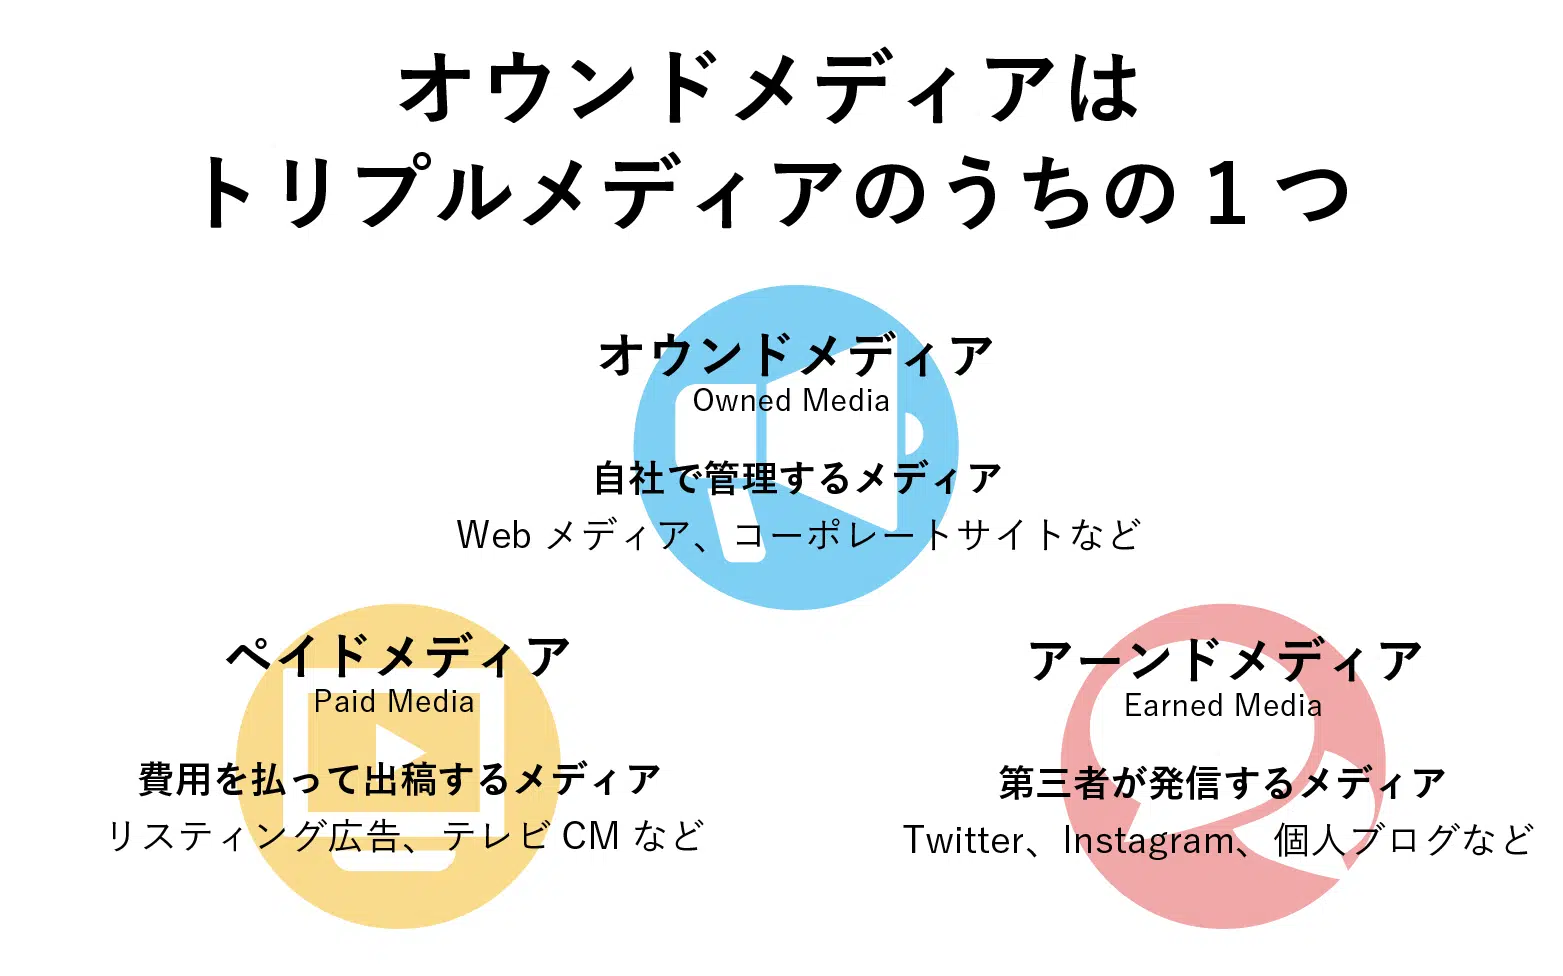 オウンドメディアは
トリプルメディアのうちの1つ
オウンドメディア
Owned Media
自社で管理するメディア
Web メディア、コーポレートサイトなど
ペイドメディア
Paid Media
費用を払って出稿するメディア
リスティング広告、テレビ CM など
アーンドメディア
Earned Media
第三者が発信するメディア
Twitter、Instagram、個人ブログなど